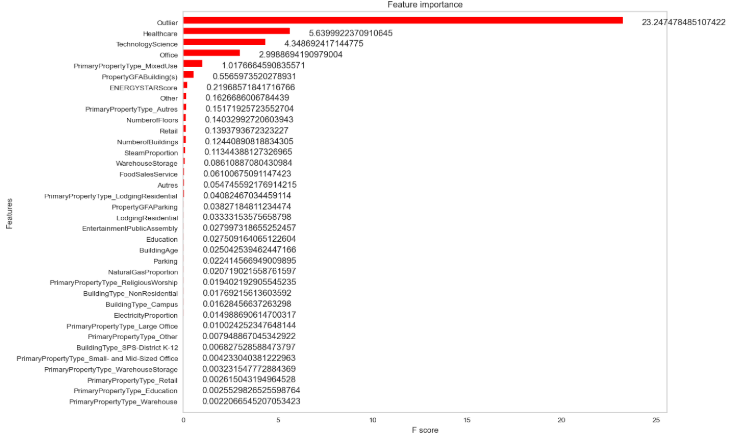 Feature importance
Outlier 23.247478485107422
Healthcare 5.6399922370910645
TechnologyScience 4.348692417144775
Office 2.9988694190979004
PrimaryPropertyType_MixedUse 1.0176664590835571
PropertyGFABuilding(s) 0.5565973520278931
ENERGYSTARScore 0.21968571841716766
Other 0.1626686006784439
PrimaryPropertyType_Autres 0.15171925723552704
NumberofFloors 0.14032992720603943
Retail 0.1393793672323227
NumberofBuildings 0.12440890818834305
SteamProportion 0.11344388127326965
WarehouseStorage 0.08610887080430984
FoodSalesService 0.06100675091147423
Autres 0.054745592176914215
PrimaryPropertyType_LodgingResidential 0.04082467034459114
PropertyGFAParking 0.03827184811234474
LodgingResidential 0.03333153575658798
EntertainmentPublicAssembly 0.027997318655252457
Education 0.027509164065122604
BuildingAge 0.025042539462447166
Parking 0.022414566949009895
NaturalGasProportion 0.020719021558761597
PrimaryPropertyType_ReligiousWorship 0.019402192905545235
BuildingType_NonResidential 0.01769215613603592
BuildingType_Campus 0.01628456637263298
ElectricityProportion 0.014988690614700317
PrimaryPropertyType_Large Office 0.010024252347648144
PrimaryPropertyType_Other 0.007948867045342922
BuildingType_SPS-District K-12 0.006827528588473797
PrimaryPropertyType_Small- and Mid-Sized Office 0.004233040381222963
PrimaryPropertyType_WarehouseStorage 0.003231547772884369
PrimaryPropertyType_Retail 0.002615043194964528
PrimaryPropertyType_Education 0.0025529826525598764
PrimaryPropertyType_Warehouse 0.0022066545207053423
Features
0 5 10 15 20 25
F score